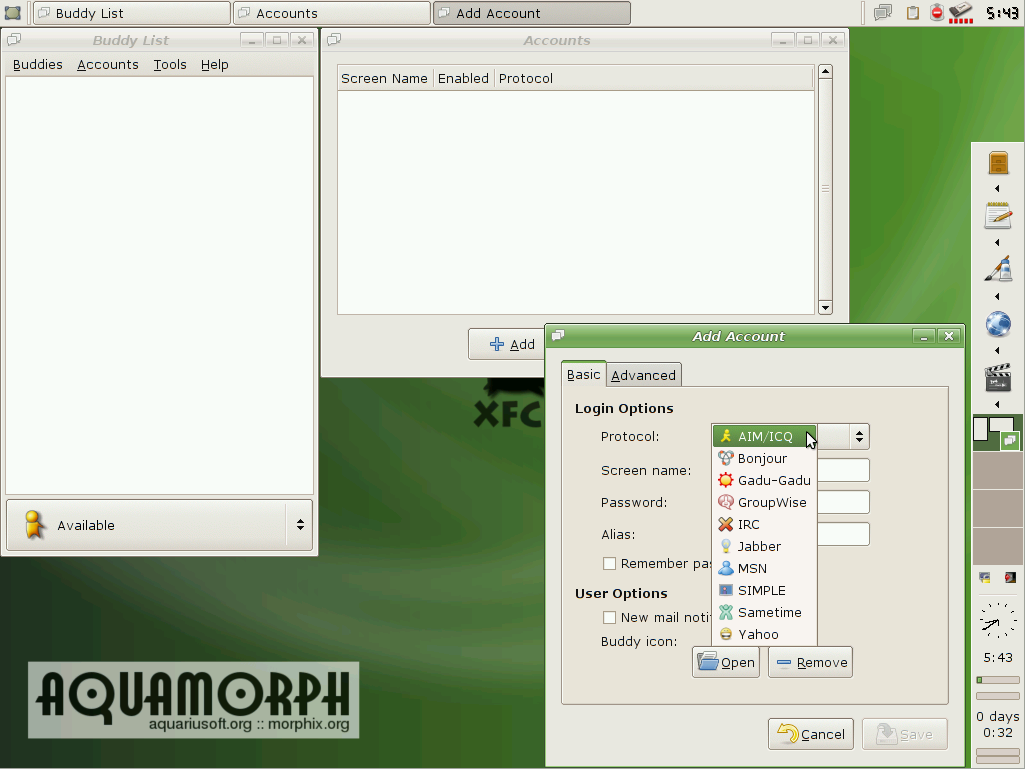 Buddy List
Accounts
Add Account
5:43
Buddy List
Accounts
Buddies Accounts Tools Help
Screen Name Enabled Protocol
Add
Add Account
Basic Advanced
Login Options
Protocol:
AIM/ICQ
Bonjour
Gadu-Gadu
GroupWise
IRC
Jabber
MSN
SIMPLE
Sametime
Yahoo
Screen name:
Password:
Alias:
Remember pas
User Options
New mail notif
Buddy icon:
Open Remove
Cancel Save
Available
XFC
AQUAMORPH
aquariusoft.org :: morphix.org
5:43
0 days
0:32